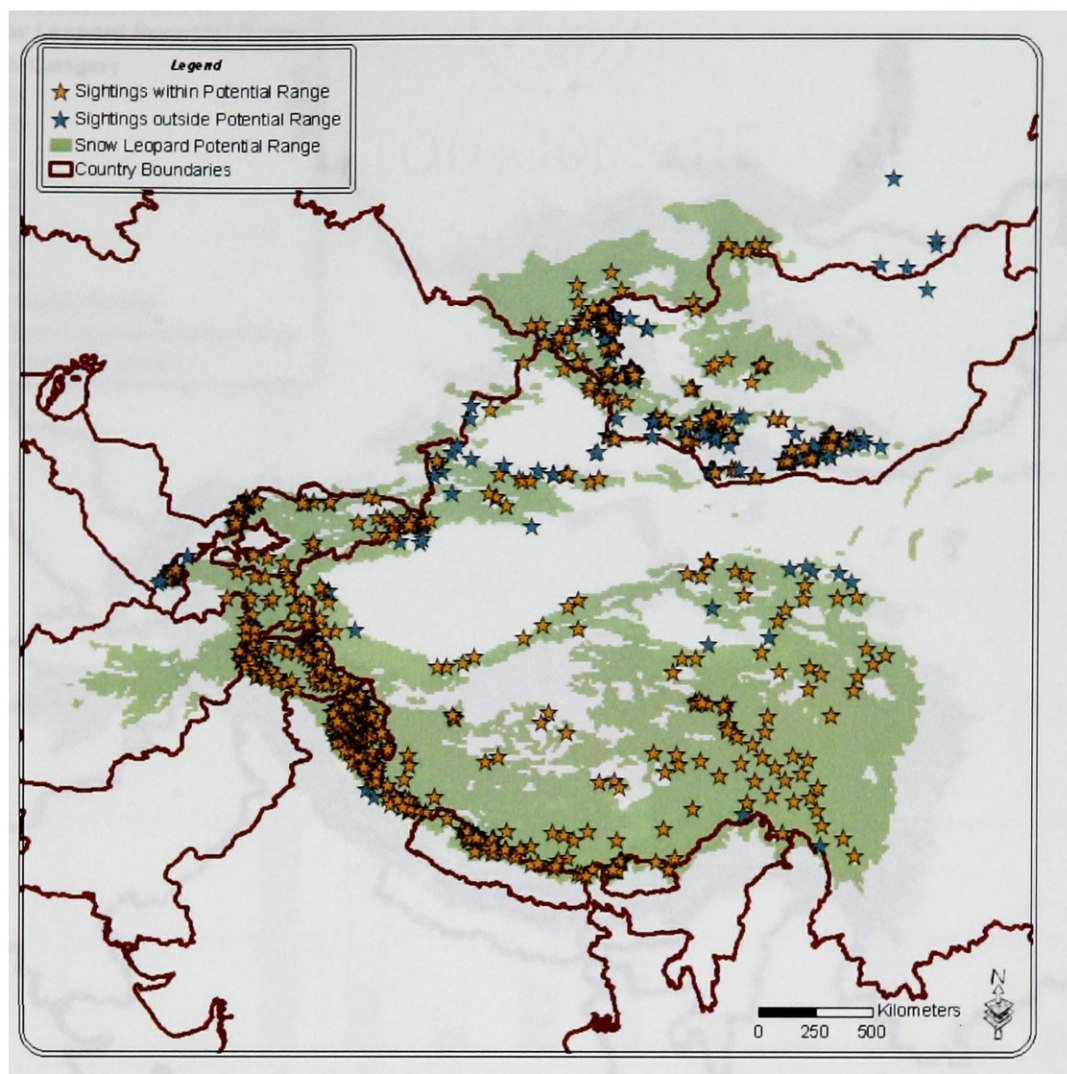 Legend
Sightings within Potential Range
Sightings outside Potential Range
Snow Leopard Potential Range
Country Boundaries
N
Kilometers
0 250 500